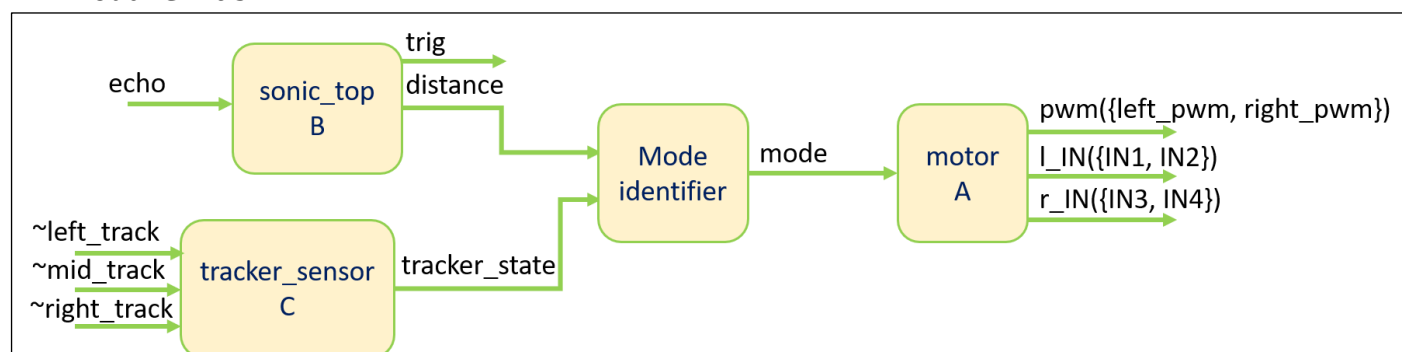 trig
echo
sonic_top
B
distance
Mode
identifier
mode
motor
A
pwm({left_pwm, right_pwm})
l_IN({IN1, IN2})
r_IN({IN3, IN4})
~left_track
~mid_track
~right_track
tracker_sensor
C
tracker_state